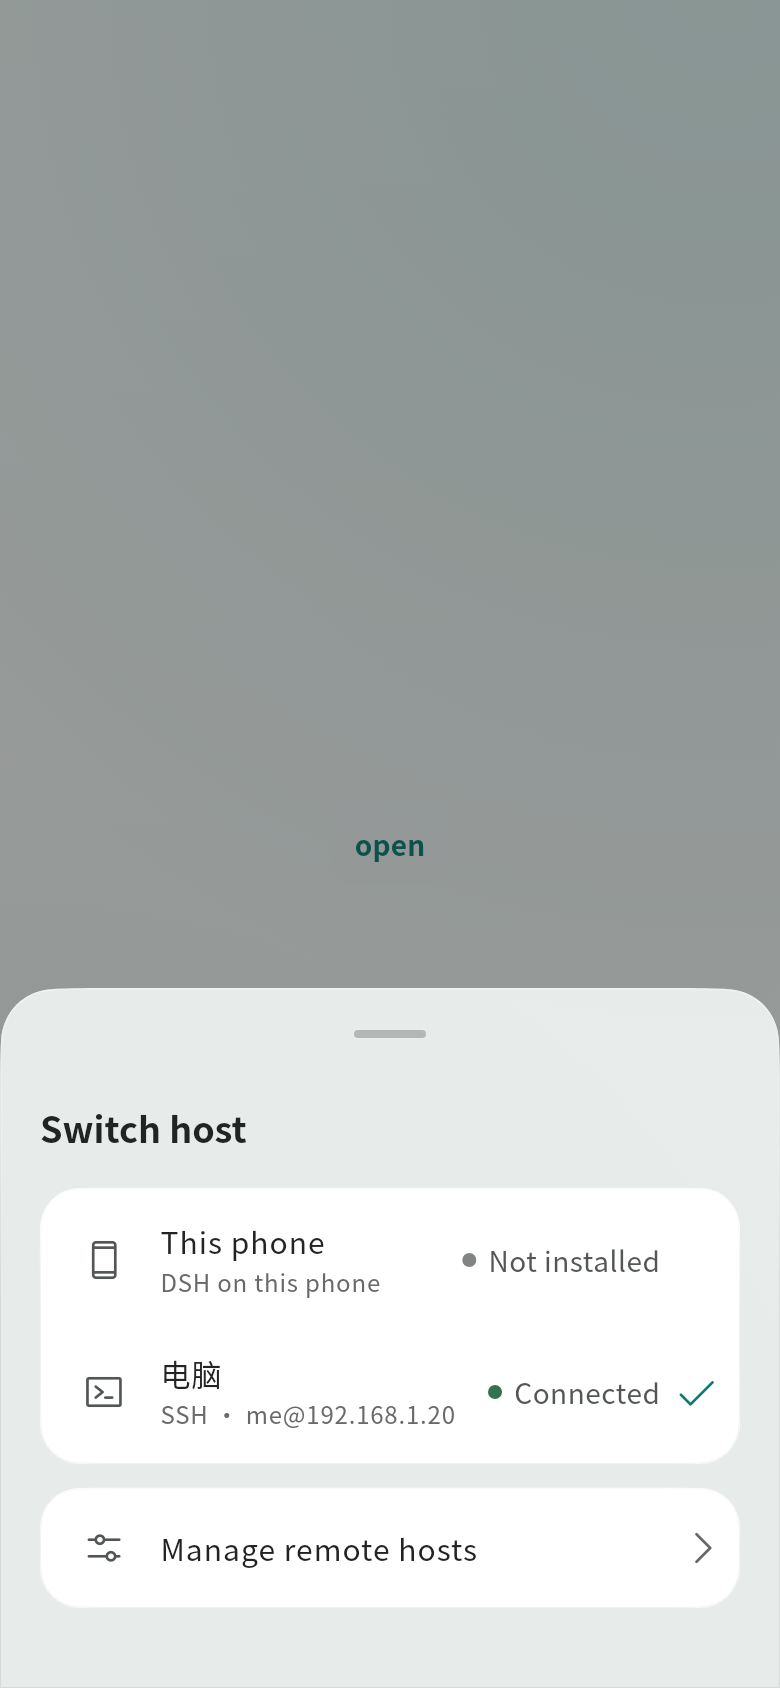 open
Switch host
This phone
Not installed
DSH on this phone
电脑
Connected
SSH • me@192.168.1.20
Manage remote hosts